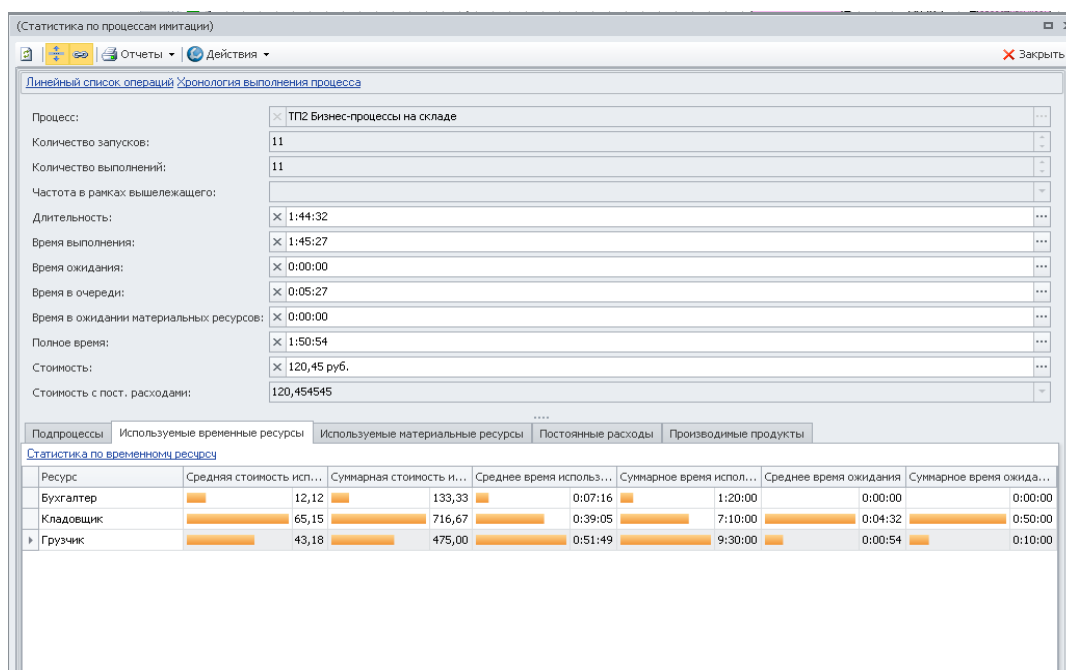 (Статистика по процессам имитации)
Отчеты Действия Закрыть
Линейный список операций Хронология выполнения процесса
Процесс: ТП2 Бизнес-процессы на складе
Количество запусков: 11
Количество выполнений: 11
Частота в рамках вышележащего:
Длительность: 1:44:32
Время выполнения: 1:45:27
Время ожидания: 0:00:00
Время в очереди: 0:05:27
Время в ожидании материальных ресурсов: 0:00:00
Полное время: 1:50:54
Стоимость: 120,45 руб.
Стоимость с пост. расходами: 120,454545
Подпроцессы Используемые временные ресурсы Используемые материальные ресурсы Постоянные расходы Производимые продукты
Статистика по временному ресурсу
Ресурс Средняя стоимость исп... Суммарная стоимость и... Среднее время использ... Суммарное время испол... Среднее время ожидания Суммарное время ожида...
Бухгалтер 12,12 133,33 0:07:16 1:20:00 0:00:00 0:00:00
Кладовщик 65,15 716,67 0:39:05 7:10:00 0:04:32 0:50:00
Грузчик 43,18 475,00 0:51:49 9:30:00 0:00:54 0:10:00